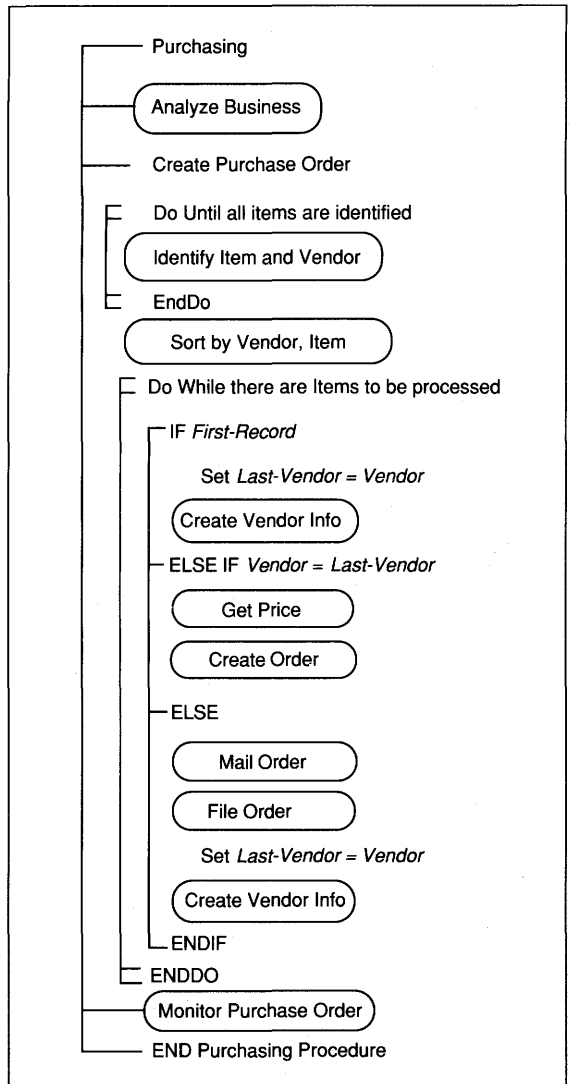 Purchasing
Analyze Business
Create Purchase Order
Do Until all items are identified
Identify Item and Vendor
EndDo
Sort by Vendor, Item
Do While there are Items to be processed
IF First-Record
Set Last-Vendor = Vendor
Create Vendor Info
ELSE IF Vendor = Last-Vendor
Get Price
Create Order
ELSE
Mail Order
File Order
Set Last-Vendor = Vendor
Create Vendor Info
ENDIF
ENDDO
Monitor Purchase Order
END Purchasing Procedure